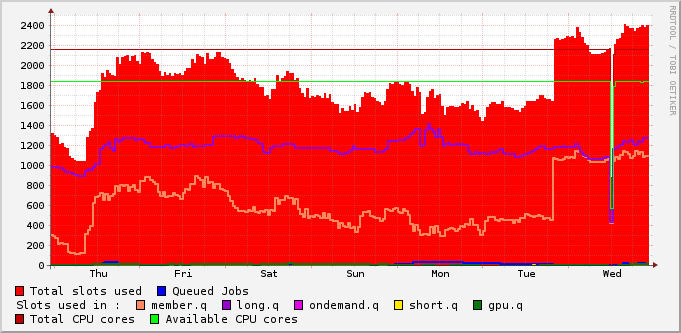 RRDTOOL / TOBI OETIKER
2400
2200
2000
1800
1600
1400
1200
1000
800
600
400
200
0
Thu Fri Sat Sun Mon Tue Wed
Total slots used Queued Jobs
Slots used in : member.q long.q ondemand.q short.q gpu.q
Total CPU cores Available CPU cores